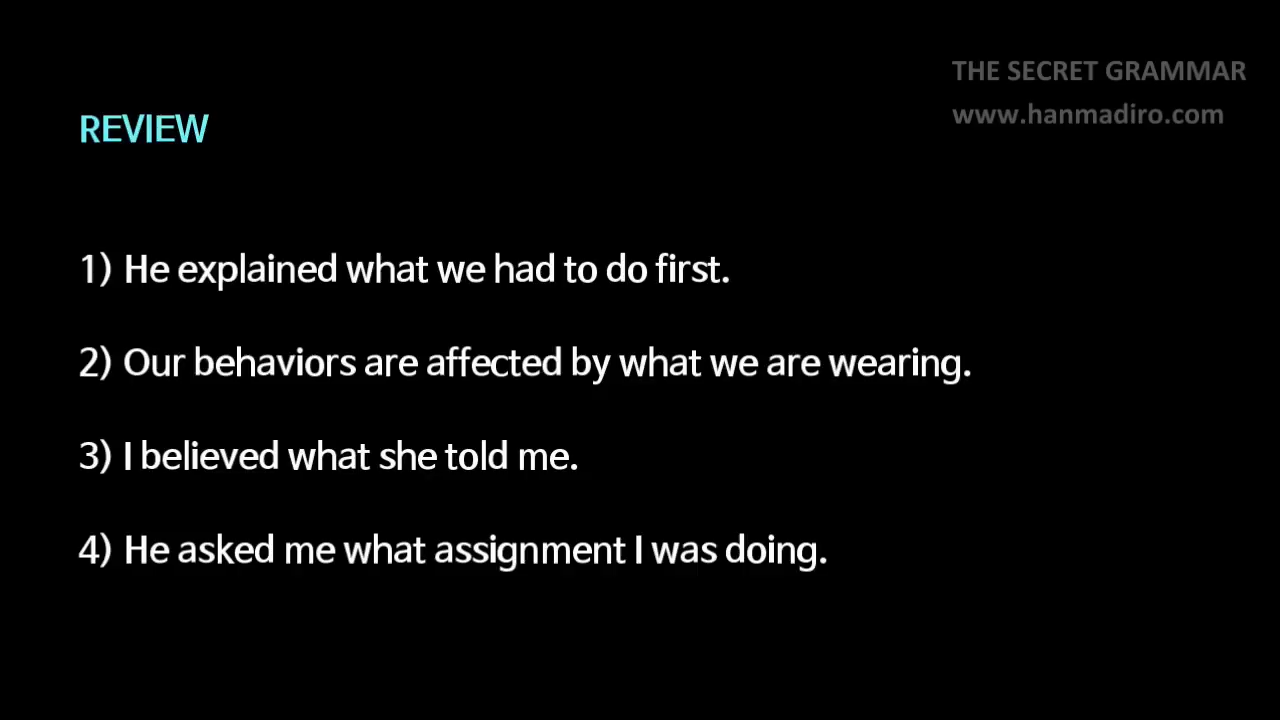 THE SECRET GRAMMAR
www.hanmadiro.com
REVIEW
1) He explained what we had to do first.
2) Our behaviors are affected by what we are wearing.
3) I believed what she told me.
4) He asked me what assignment I was doing.